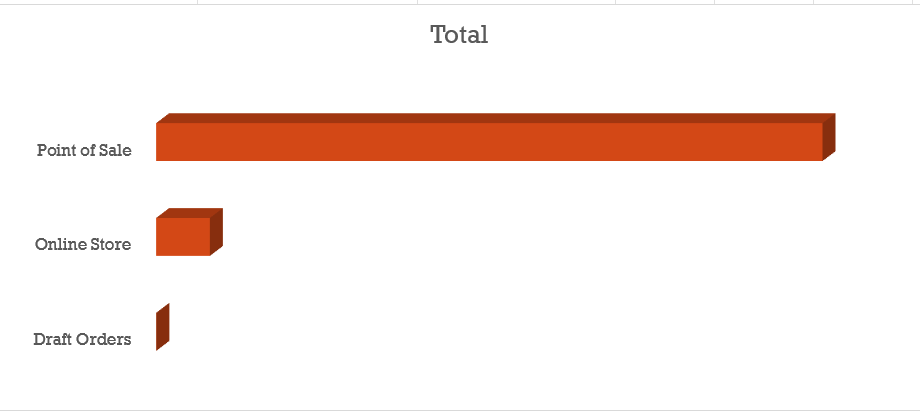 Total
Point of Sale
Online Store
Draft Orders